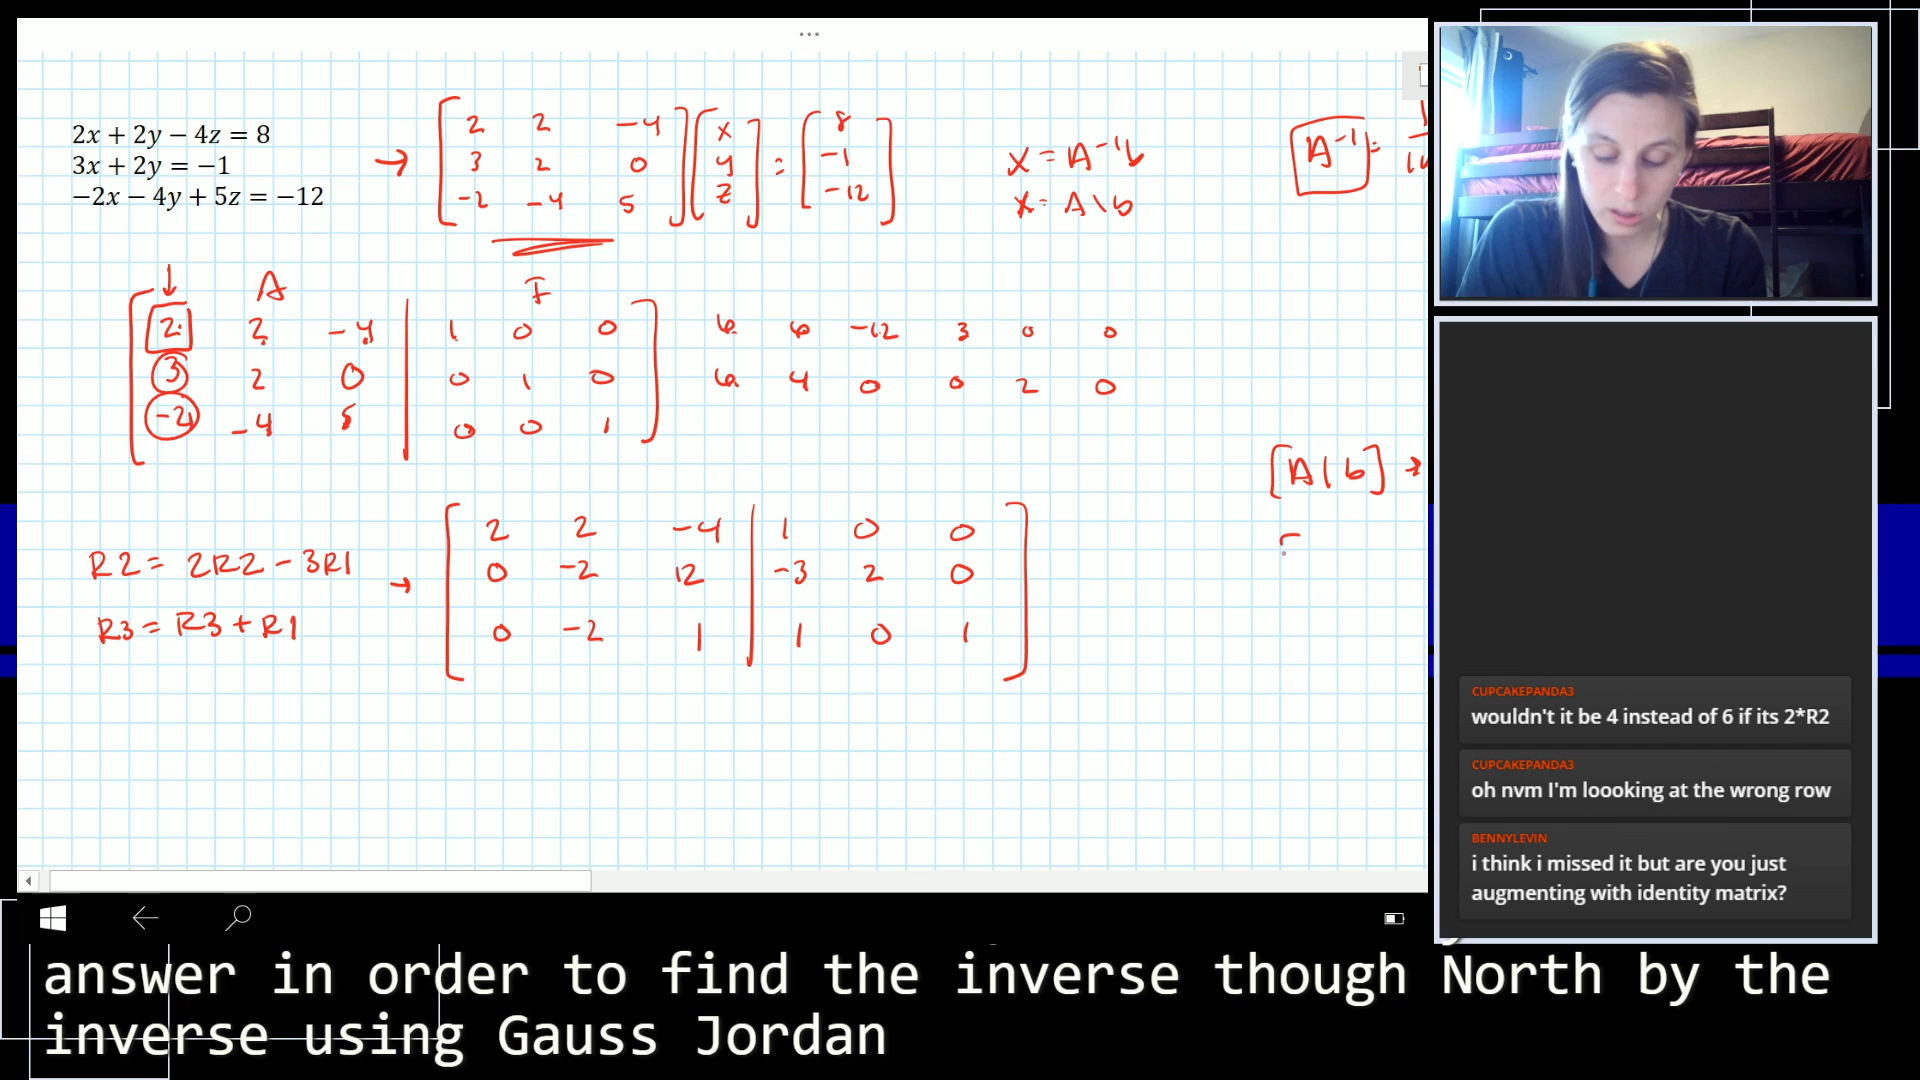 ...
2x + 2y − 4z = 8
3x + 2y = −1
−2x − 4y + 5z = −12
→ [ 2 2 -4 ] [ x ] = [ 8 ]
3 2 0 y -1
-2 -4 5 z -12
x = A⁻¹b
x = A\b
A⁻¹ =
↓ A I
2 2 -4 | 1 0 0
3 2 0 | 0 1 0
-2 -4 5 | 0 0 1
6 6 -12 3 0 0
6 4 0 0 2 0
[A|b] →
R2 = 2R2 - 3R1
R3 = R3 + R1
→
2 2 -4 | 1 0 0
0 -2 12 | -3 2 0
0 -2 1 | 1 0 1
CUPCAKEPANDA3
wouldn't it be 4 instead of 6 if its 2*R2
CUPCAKEPANDA3
oh nvm I'm loooking at the wrong row
BENNYLEVIN
i think i missed it but are you just
augmenting with identity matrix?
answer in order to find the inverse though North by the
inverse using Gauss Jordan